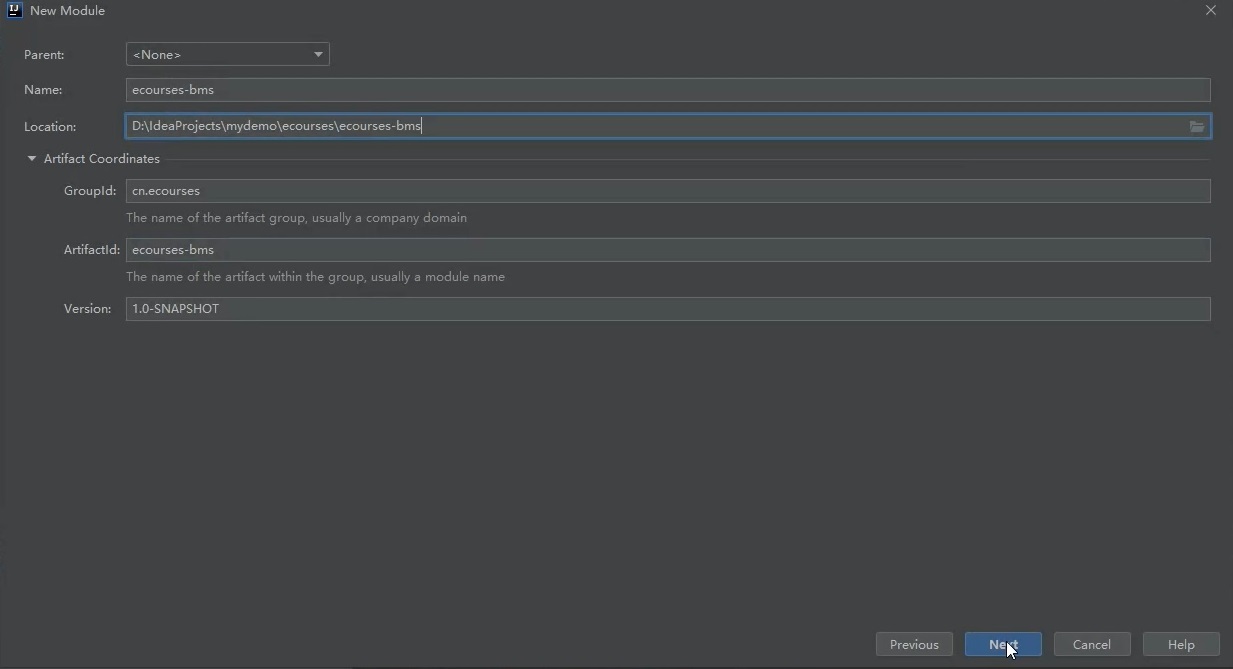 New Module
Parent: <None>
Name: ecourses-bms
Location: D:\IdeaProjects\mydemo\ecourses\ecourses-bms
Artifact Coordinates
GroupId: cn.ecourses
The name of the artifact group, usually a company domain
ArtifactId: ecourses-bms
The name of the artifact within the group, usually a module name
Version: 1.0-SNAPSHOT
Previous Next Cancel Help